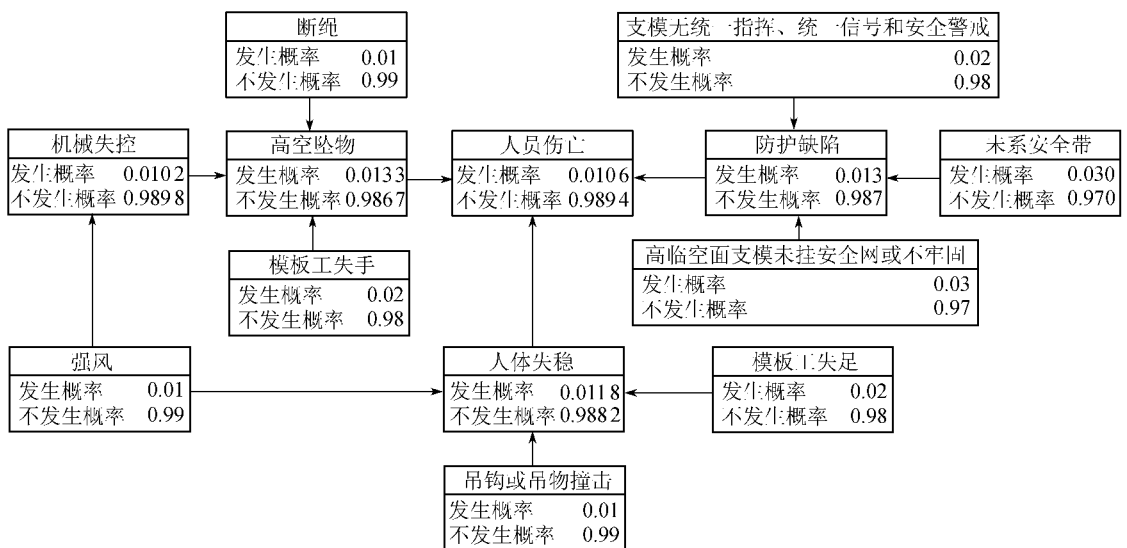 断绳
发生概率 0.01
不发生概率 0.99
支模无统一指挥、统一信号和安全警戒
发生概率 0.02
不发生概率 0.98
机械失控
发生概率 0.0102
不发生概率 0.9898
高空坠物
发生概率 0.0133
不发生概率 0.9867
人员伤亡
发生概率 0.0106
不发生概率 0.9894
防护缺陷
发生概率 0.013
不发生概率 0.987
未系安全带
发生概率 0.030
不发生概率 0.970
模板工失手
发生概率 0.02
不发生概率 0.98
高临空面支模未挂安全网或不牢固
发生概率 0.03
不发生概率 0.97
强风
发生概率 0.01
不发生概率 0.99
人体失稳
发生概率 0.0118
不发生概率 0.9882
模板工失足
发生概率 0.02
不发生概率 0.98
吊钩或吊物撞击
发生概率 0.01
不发生概率 0.99